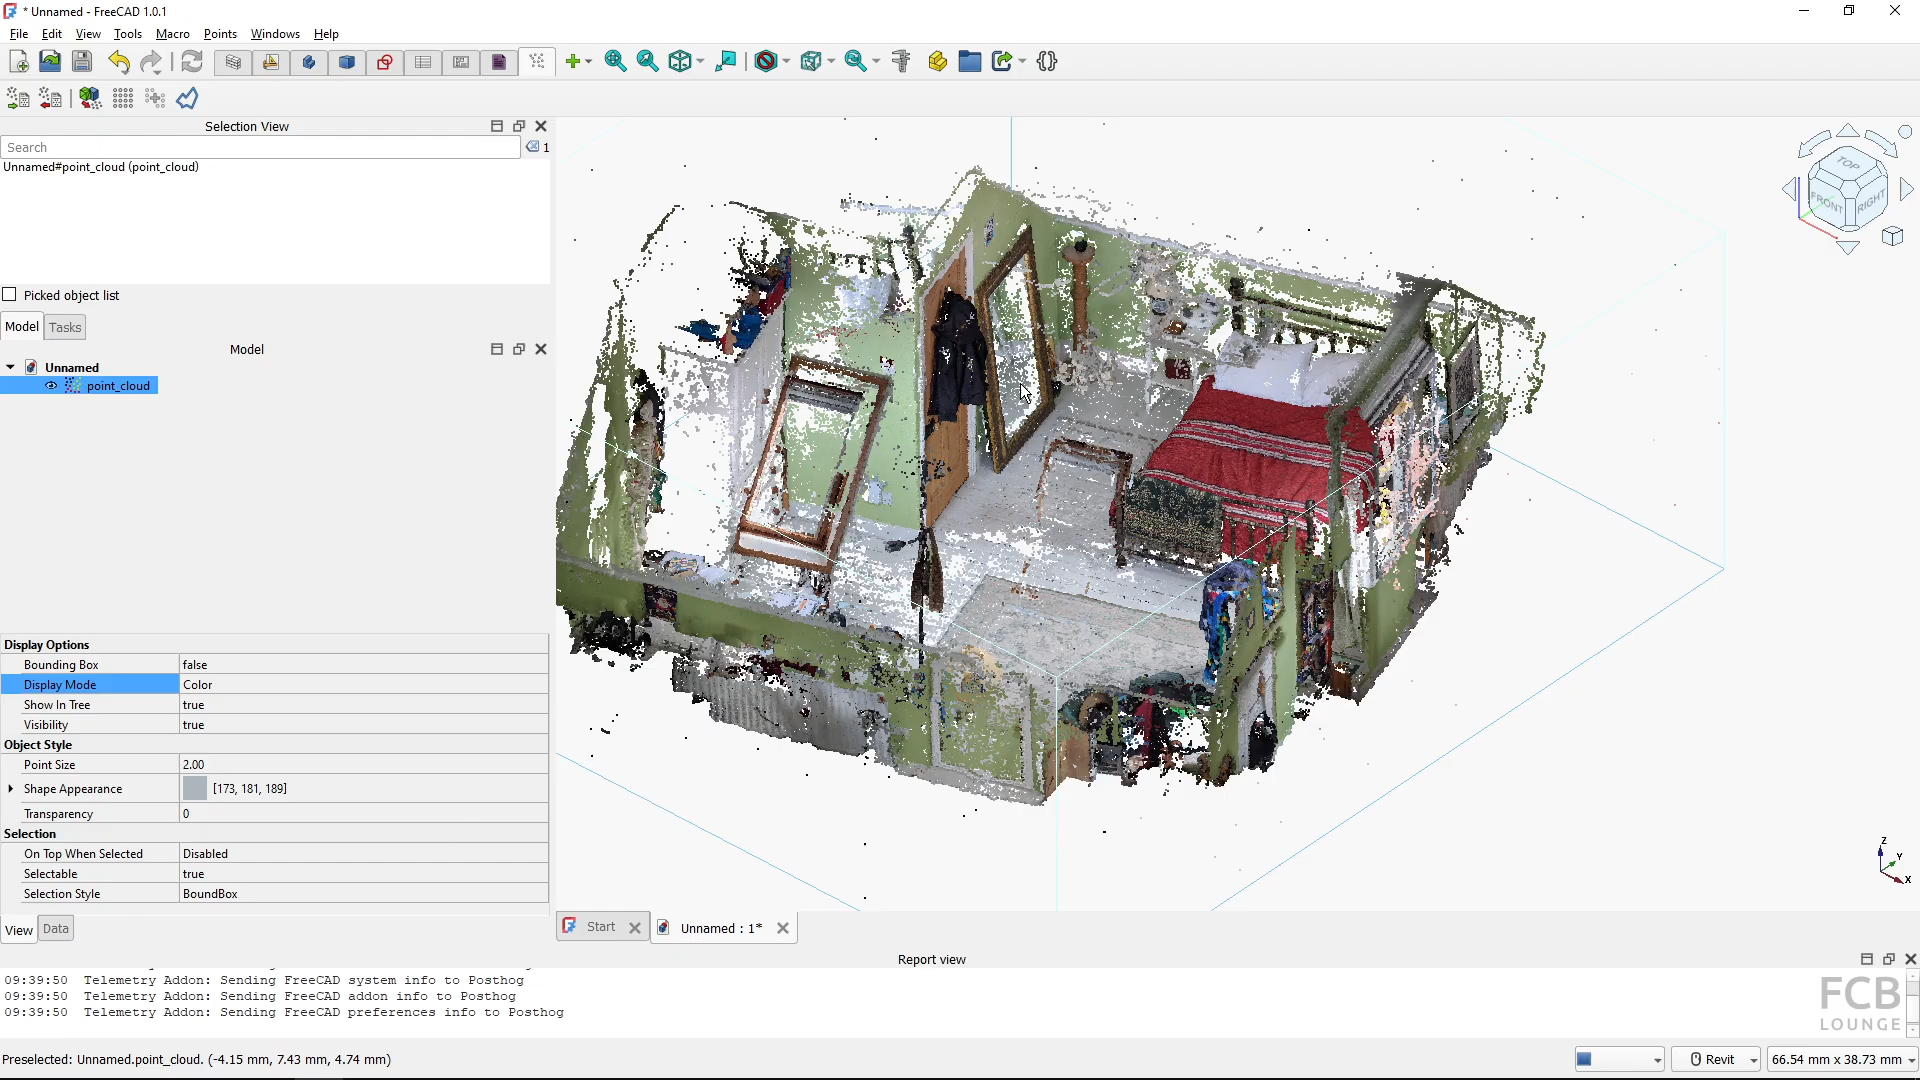 * Unnamed - FreeCAD 1.0.1
File Edit View Tools Macro Points Windows Help
Selection View
Search
1
Unnamed#point_cloud (point_cloud)
Picked object list
Model Tasks
Model
Unnamed
point_cloud
Display Options
Bounding Box false
Display Mode Color
Show In Tree true
Visibility true
Object Style
Point Size 2.00
Shape Appearance [173, 181, 189]
Transparency 0
Selection
On Top When Selected Disabled
Selectable true
Selection Style BoundBox
View Data
TOP
FRONT RIGHT
Z
Y
X
Start Unnamed : 1*
Report view
09:39:50 Telemetry Addon: Sending FreeCAD system info to Posthog
09:39:50 Telemetry Addon: Sending FreeCAD addon info to Posthog
09:39:50 Telemetry Addon: Sending FreeCAD preferences info to Posthog
FCB
LOUNGE
Preselected: Unnamed.point_cloud. (-4.15 mm, 7.43 mm, 4.74 mm)
Revit 66.54 mm x 38.73 mm